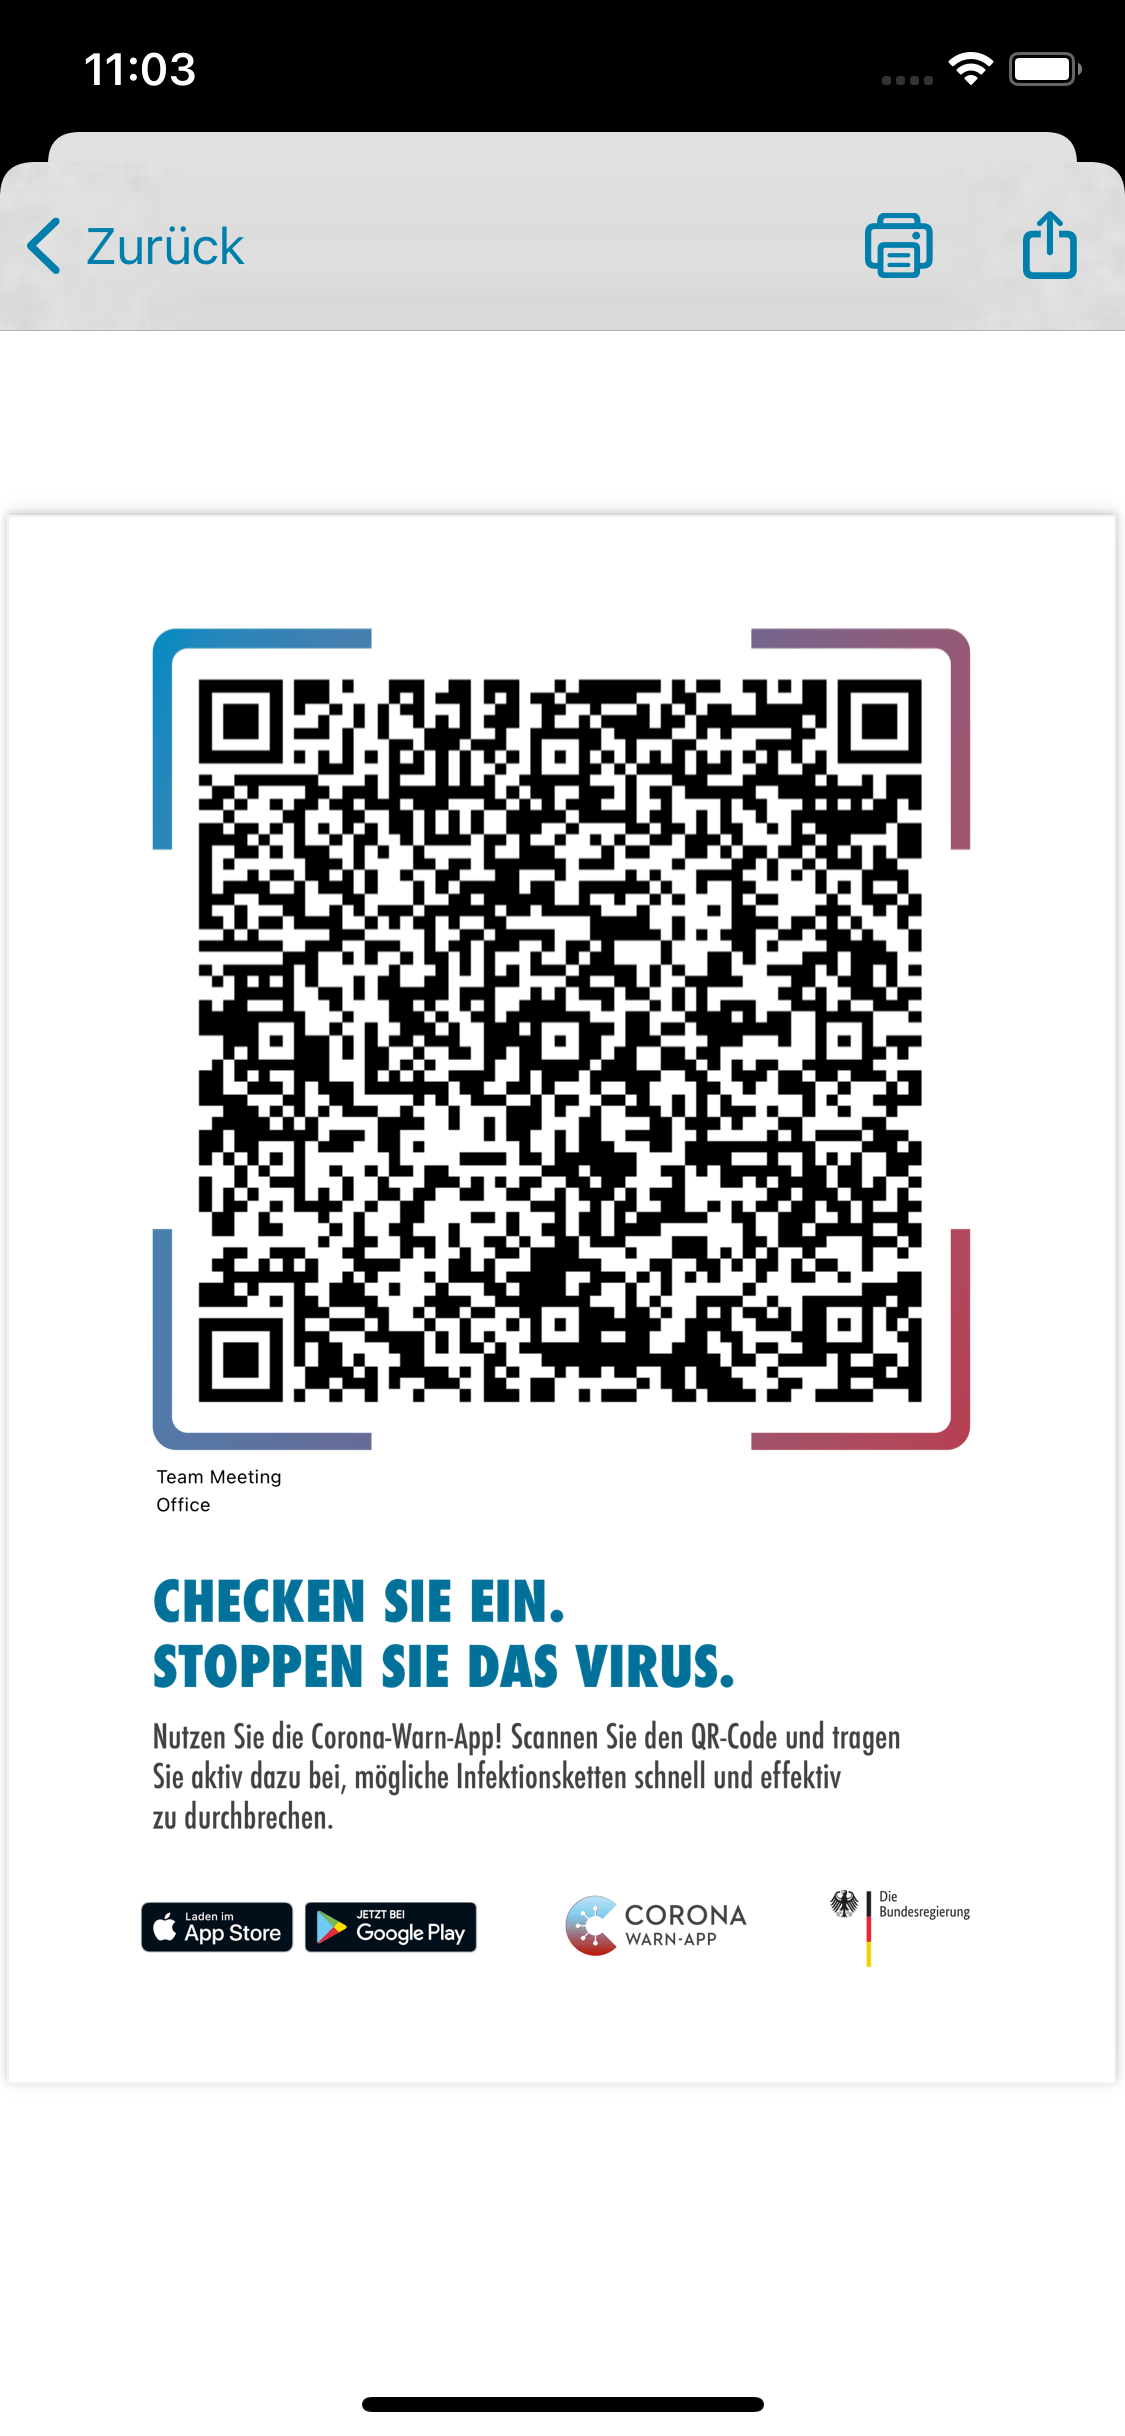 11:03
Zurück
Team Meeting
Office
CHECKEN SIE EIN.
STOPPEN SIE DAS VIRUS.
Nutzen Sie die Corona-Warn-App! Scannen Sie den QR-Code und tragen
Sie aktiv dazu bei, mögliche Infektionsketten schnell und effektiv
zu durchbrechen.
Laden im
App Store
JETZT BEI
Google Play
CORONA
WARN-APP
Die
Bundesregierung